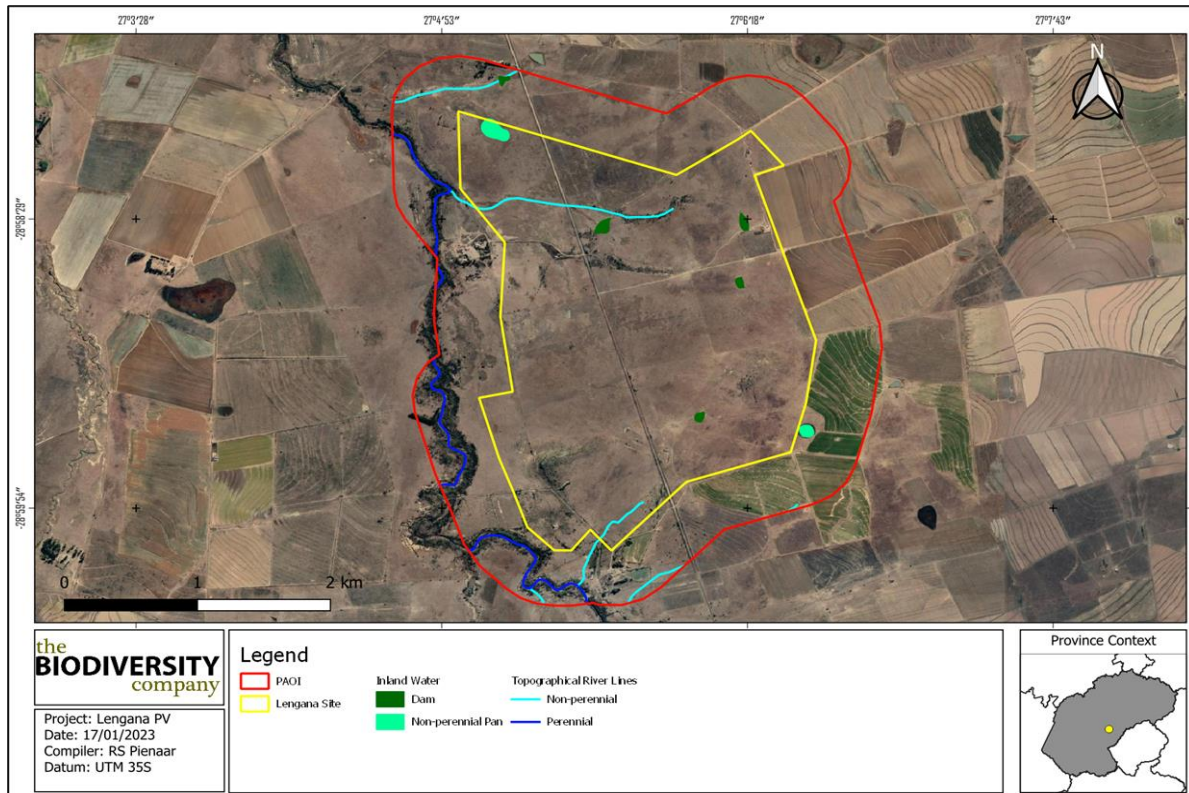 27°3′28″ 27°4′53″ 27°6′18″ 27°7′43″
N
-28°58′29″
-28°59′54″
0 1 2 km
the
BIODIVERSITY
company
Project: Lengana PV
Date: 17/01/2023
Compiler: RS Pienaar
Datum: UTM 35S
Legend
PAOI
Lengana Site
Inland Water
Dam
Non-perennial Pan
Topographical River Lines
Non-perennial
Perennial
Province Context